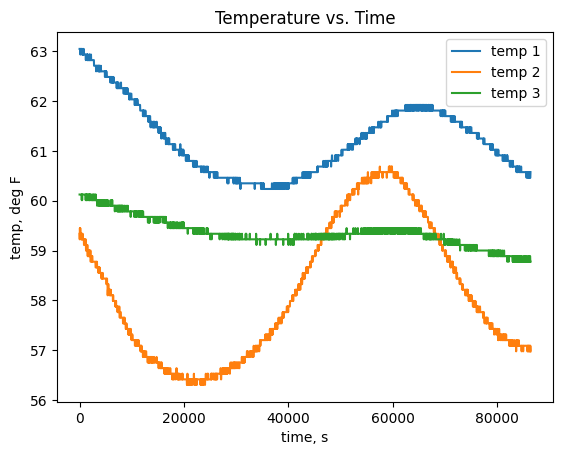 Temperature vs. Time
temp 1
temp 2
temp 3
temp, deg F
63
62
61
60
59
58
57
56
0
20000
40000
60000
80000
time, s